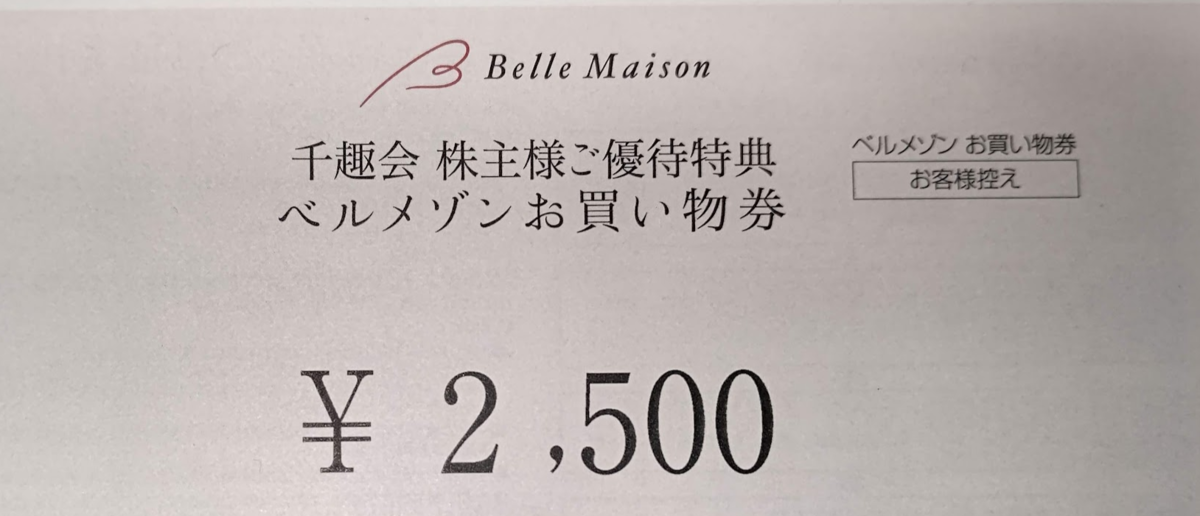 Belle Maison
千趣会 株主様ご優待特典
ベルメゾンお買い物券
ベルメゾン お買い物券
お客様控え
¥ 2,500